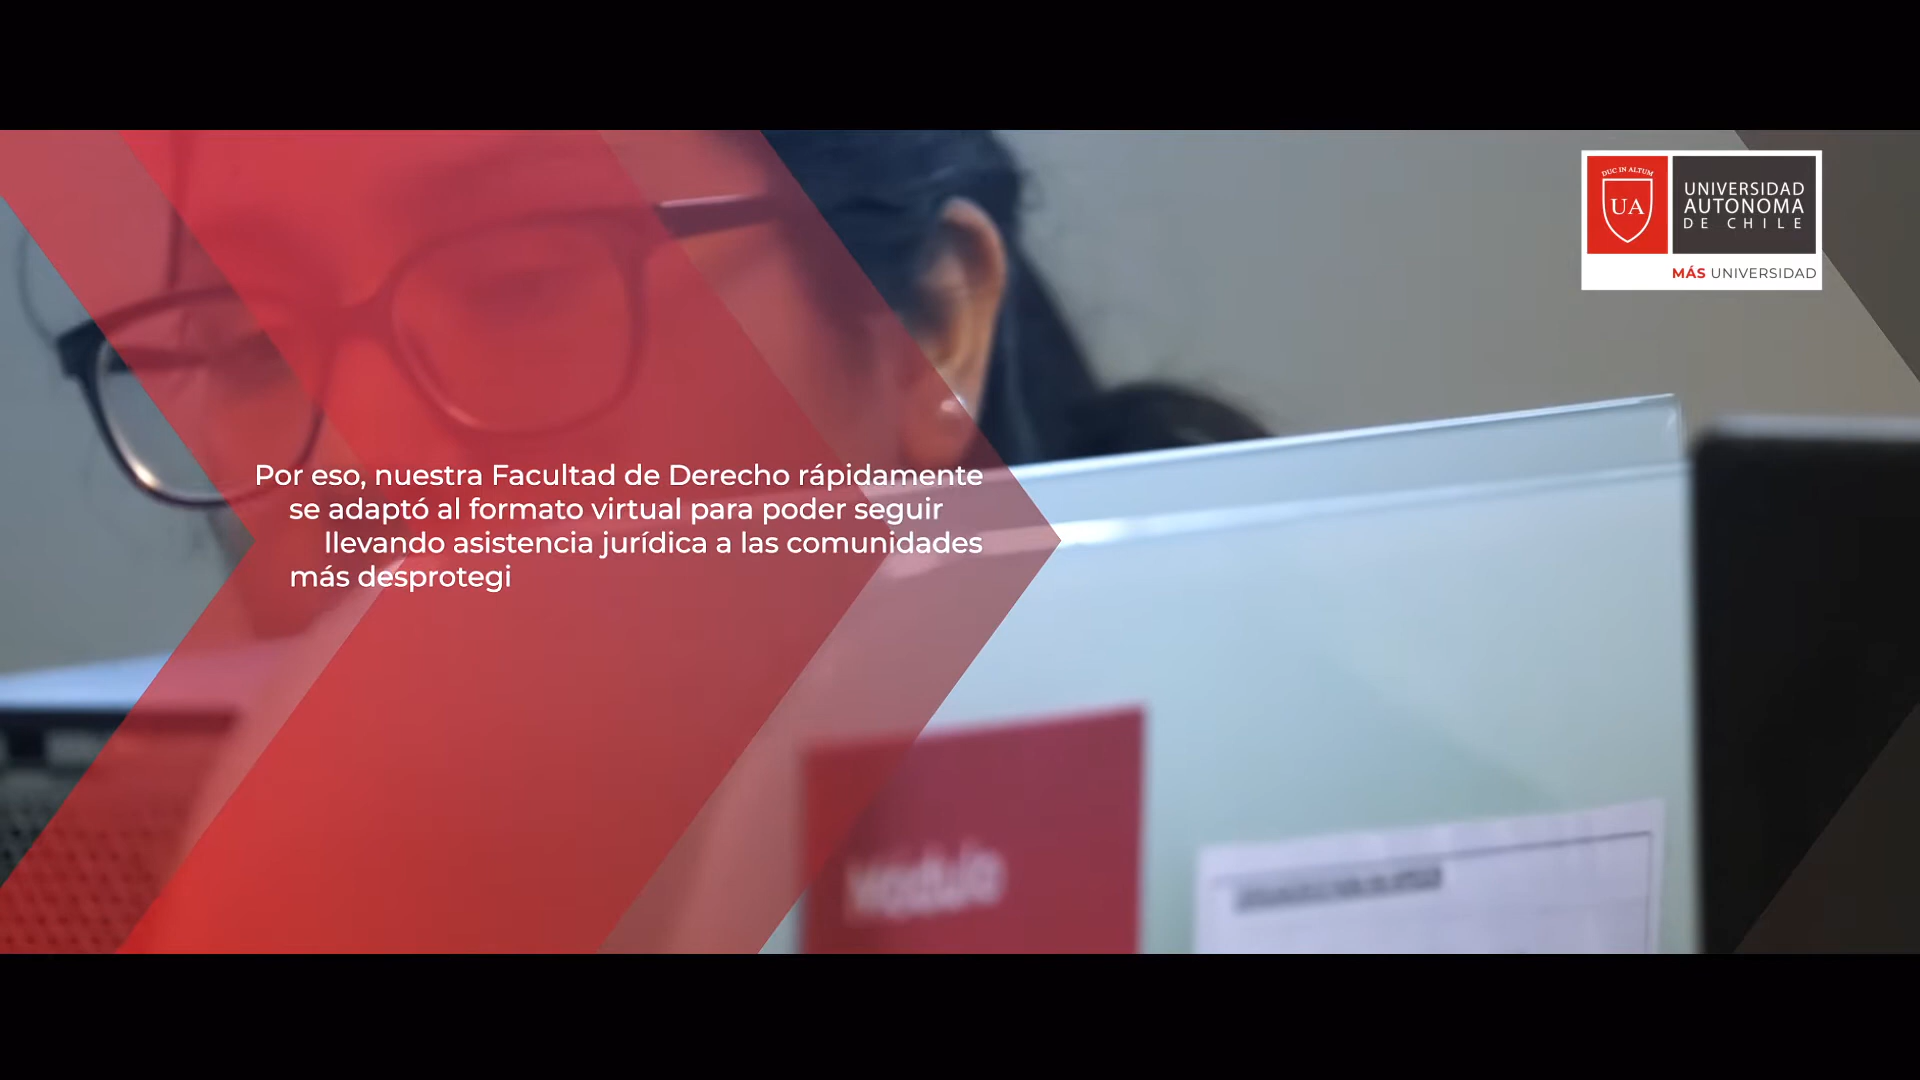 DUC IN ALTUM
UA
UNIVERSIDAD
AUTONOMA
DE CHILE
MÁS UNIVERSIDAD
Por eso, nuestra Facultad de Derecho rápidamente
se adaptó al formato virtual para poder seguir
llevando asistencia jurídica a las comunidades
más desprotegi
Módulo